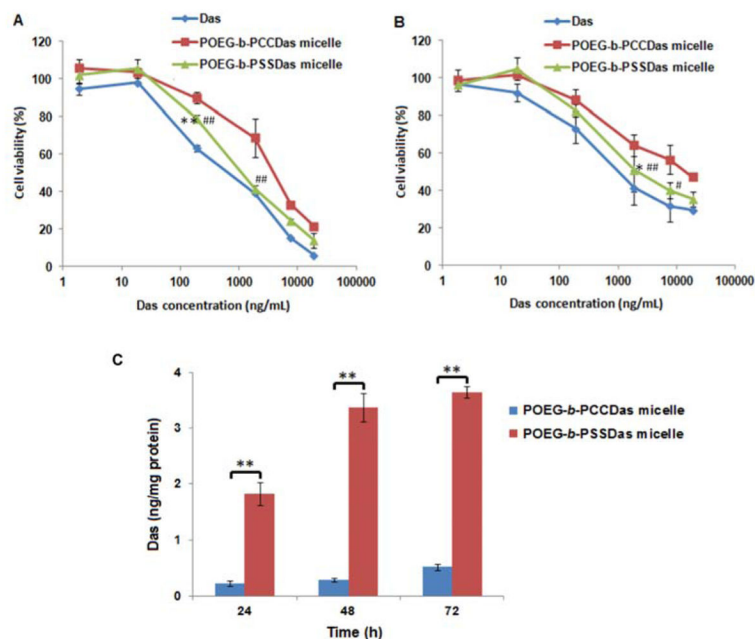 A
Das
POEG-b-PCCDas micelle
POEG-b-PSSDas micelle
120
100
80
60
40
20
0
** ##
##
Cell viability (%)
1 10 100 1000 10000 100000
Das concentration (ng/mL)
B
Das
POEG-b-PCCDas micelle
POEG-b-PSSDas micelle
120
100
80
60
40
20
0
* ##
#
Cell viability (%)
1 10 100 1000 10000 100000
Das concentration (ng/mL)
C
4
3
2
1
0
**
**
**
Das (ng/mg protein)
24 48 72
Time (h)
POEG-b-PCCDas micelle
POEG-b-PSSDas micelle